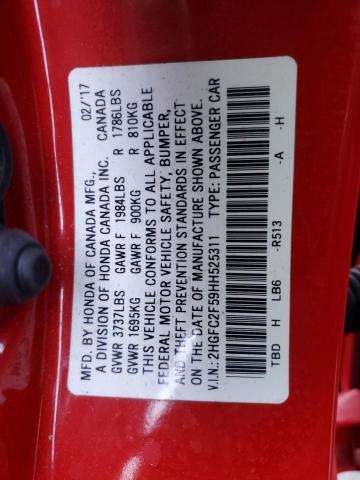 MFD. BY HONDA OF CANADA MFG., 02/'17
A DIVISION OF HONDA CANADA INC. CANADA
GVWR 3737LBS GAWR F 1984LBS R 1786LBS
GVWR 1695KG GAWR F 900KG R 810KG
THIS VEHICLE CONFORMS TO ALL APPLICABLE
FEDERAL MOTOR VEHICLE SAFETY, BUMPER,
AND THEFT PREVENTION STANDARDS IN EFFECT
ON THE DATE OF MANUFACTURE SHOWN ABOVE.
V.I.N.: 2HGFC2F59HH525311 TYPE: PASSENGER CAR
TBD H LB6 -R513 -A -H